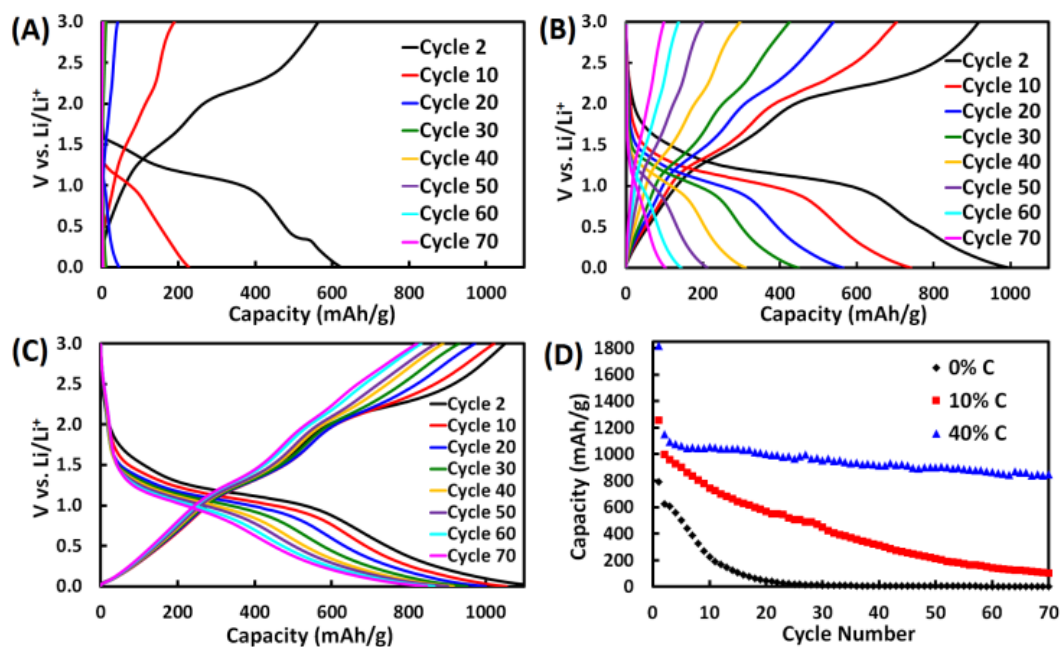 (A)
3.0
2.5
2.0
1.5
1.0
0.5
0.0
V vs. Li/Li⁺
0 200 400 600 800 1000
Capacity (mAh/g)
Cycle 2
Cycle 10
Cycle 20
Cycle 30
Cycle 40
Cycle 50
Cycle 60
Cycle 70
(B)
3.0
2.5
2.0
1.5
1.0
0.5
0.0
V vs. Li/Li⁺
0 200 400 600 800 1000
Capacity (mAh/g)
Cycle 2
Cycle 10
Cycle 20
Cycle 30
Cycle 40
Cycle 50
Cycle 60
Cycle 70
(C)
3.0
2.5
2.0
1.5
1.0
0.5
0.0
V vs. Li/Li⁺
0 200 400 600 800 1000
Capacity (mAh/g)
Cycle 2
Cycle 10
Cycle 20
Cycle 30
Cycle 40
Cycle 50
Cycle 60
Cycle 70
(D)
1800
1600
1400
1200
1000
800
600
400
200
0
Capacity (mAh/g)
0 10 20 30 40 50 60 70
Cycle Number
0% C
10% C
40% C